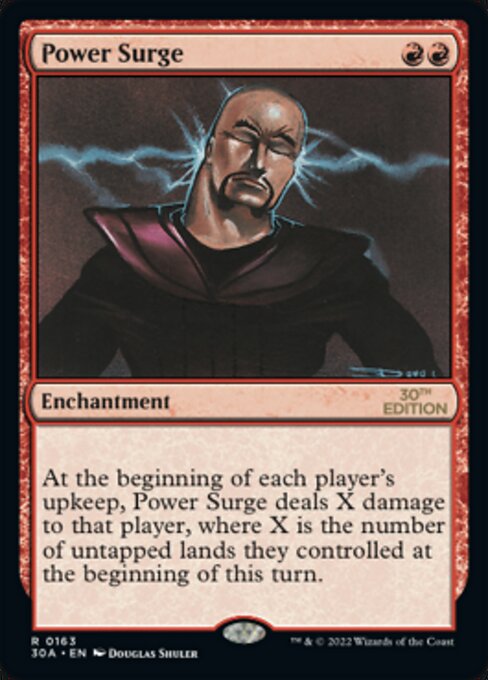 Power Surge
Enchantment
30TH
EDITION
At the beginning of each player's
upkeep, Power Surge deals X damage
to that player, where X is the number
of untapped lands they controlled at
the beginning of this turn.
R 0163
30A • EN DOUGLAS SHULER
™ & © 2022 Wizards of the Coast